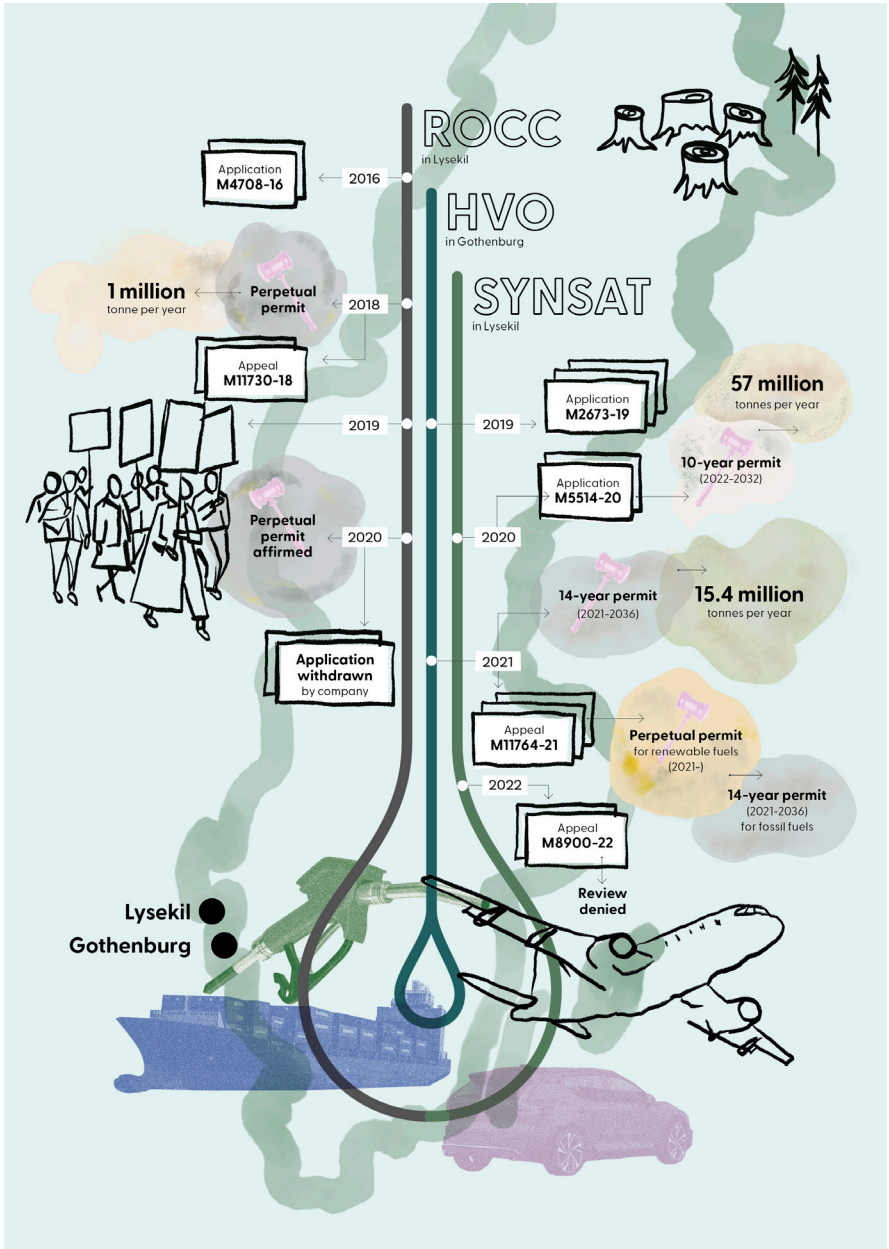 ROCC
in Lysekil
Application
M4708-16
2016
HVO
in Gothenburg
SYNSAT
in Lysekil
1 million
tonne per year
Perpetual
permit
2018
Appeal
M11730-18
2019
2019
Application
M2673-19
57 million
tonnes per year
10-year permit
(2022-2032)
Application
M5514-20
Perpetual
permit
affirmed
2020
2020
14-year permit
(2021-2036)
15.4 million
tonnes per year
Application
withdrawn
by company
2021
Appeal
M11764-21
Perpetual permit
for renewable fuels
(2021-)
14-year permit
(2021-2036)
for fossil fuels
2022
Appeal
M8900-22
Review
denied
Lysekil
Gothenburg